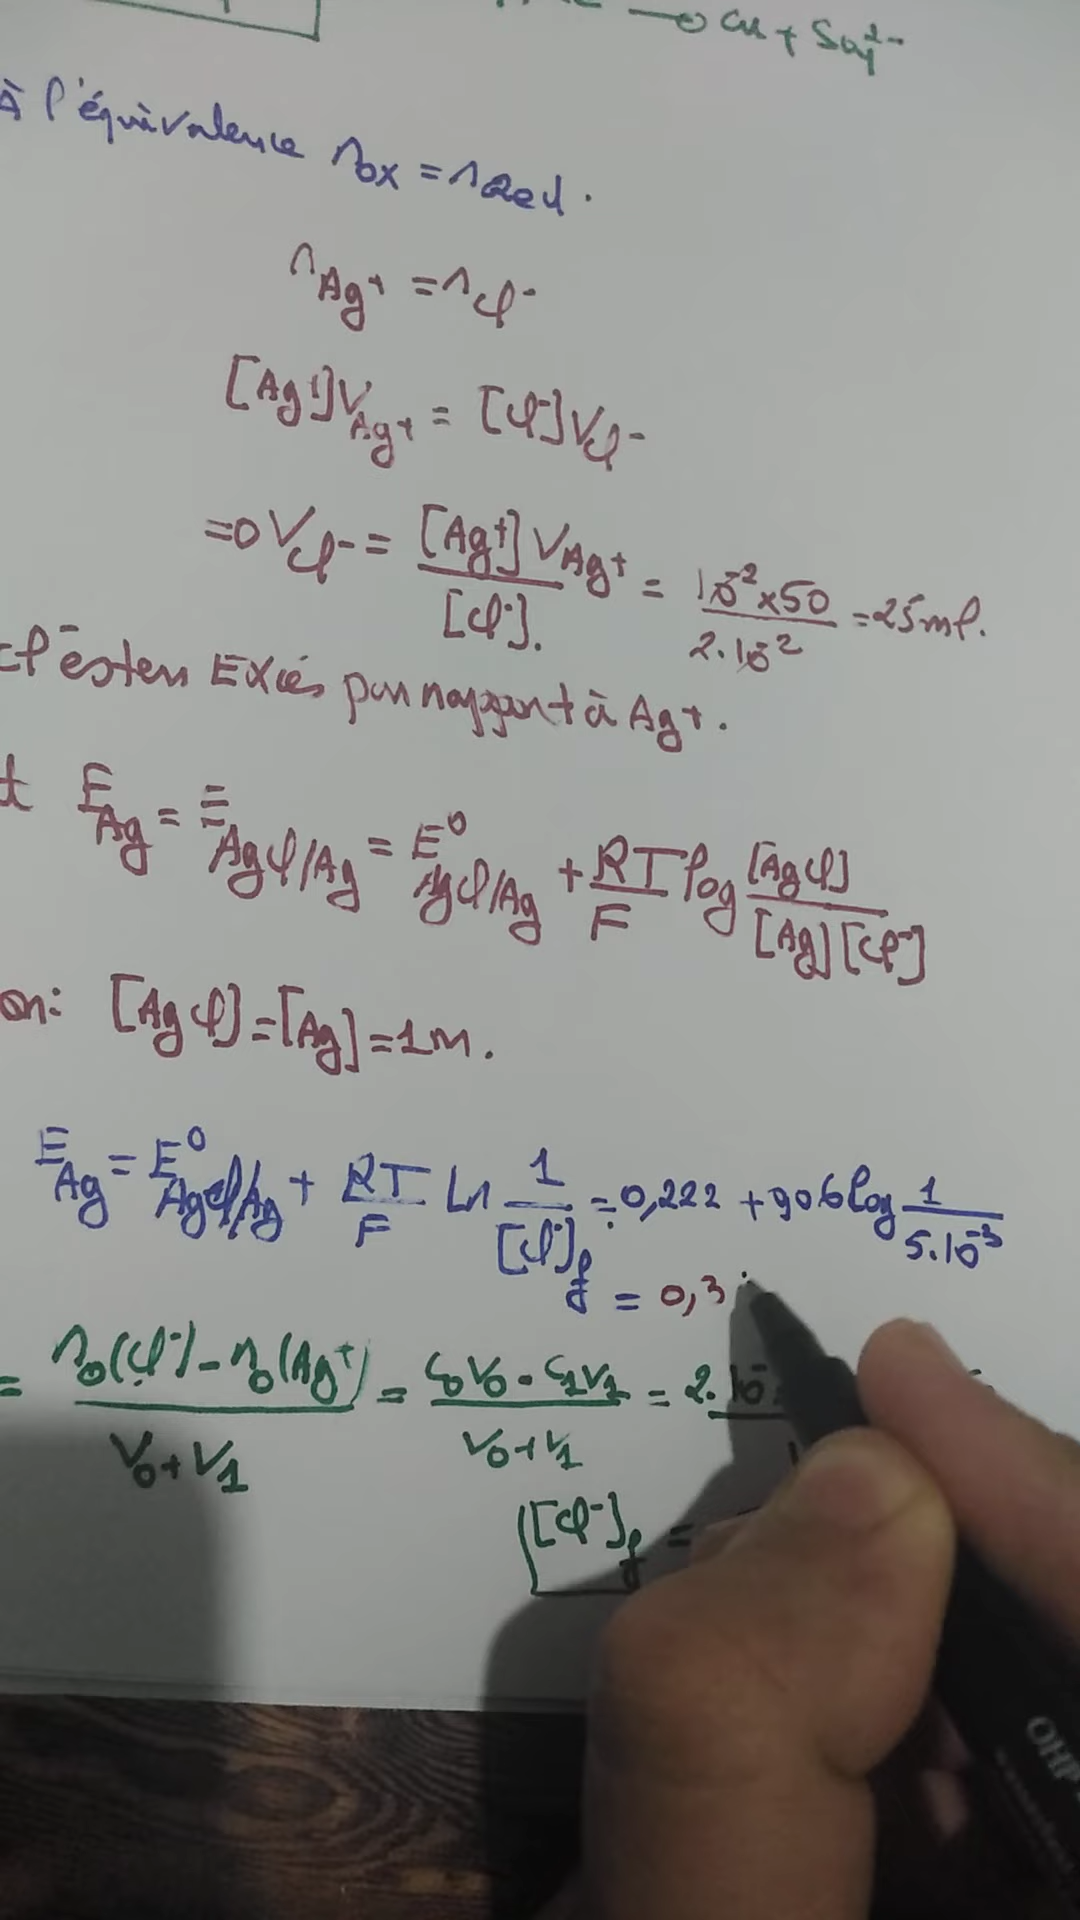 → Cu + SO₄²⁻
À l'équivalence nox = nRed.
nAg+ = nCl-
[Ag+]VAg+ = [Cl-]VCl-
=> VCl- = [Ag+] VAg+ / [Cl-]. = 10^-2 x 50 / 2.10^-2 = 25ml.
Cl- est en Excés par rapport à Ag+.
t EAg = EAgCl/Ag = E°AgCl/Ag + RT/F log [AgCl] / [Ag][Cl-]
on: [AgCl] = [Ag] = 1M.
EAg = E°AgCl/Ag + RT/F Ln 1/[Cl-]f = 0,222 + 0,06 log 1/5.10^-3
= 0,3
= n0(Cl-) - n0(Ag+) / V0+V1 = C0V0 - C1V1 / V0+V1 = 2.10
[Cl-]f =
OHP